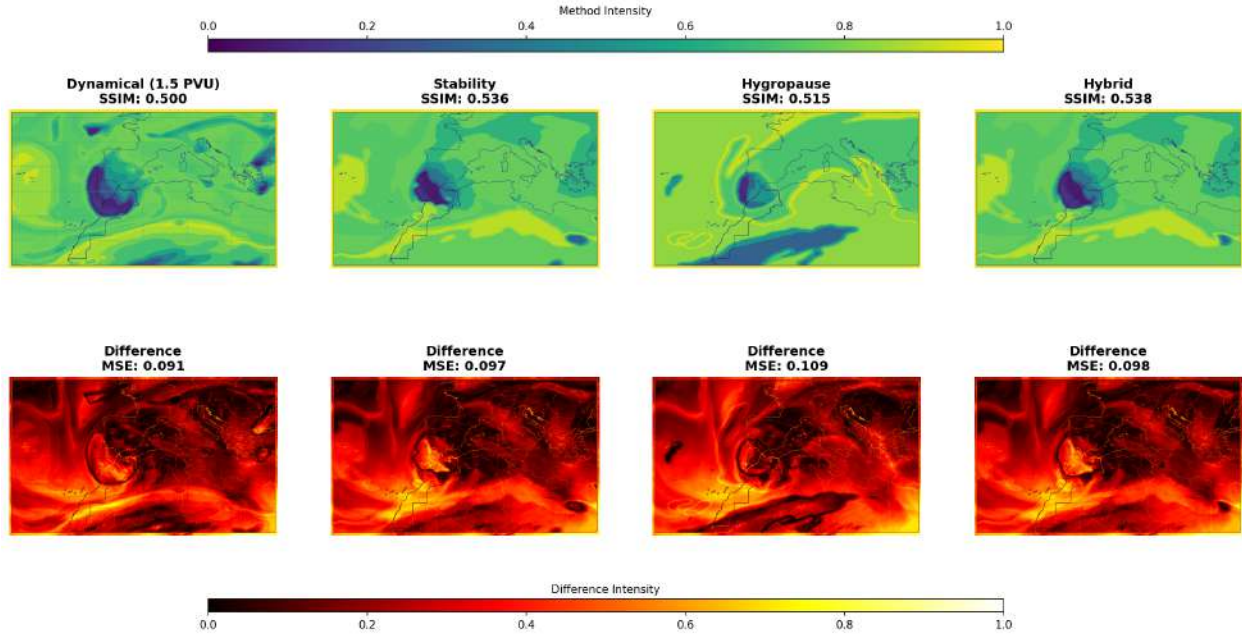 Method Intensity
0.0 0.2 0.4 0.6 0.8 1.0
Dynamical (1.5 PVU) Stability Hygropause Hybrid
SSIM: 0.500 SSIM: 0.536 SSIM: 0.515 SSIM: 0.538
Difference Difference Difference Difference
MSE: 0.091 MSE: 0.097 MSE: 0.109 MSE: 0.098
Difference Intensity
0.0 0.2 0.4 0.6 0.8 1.0